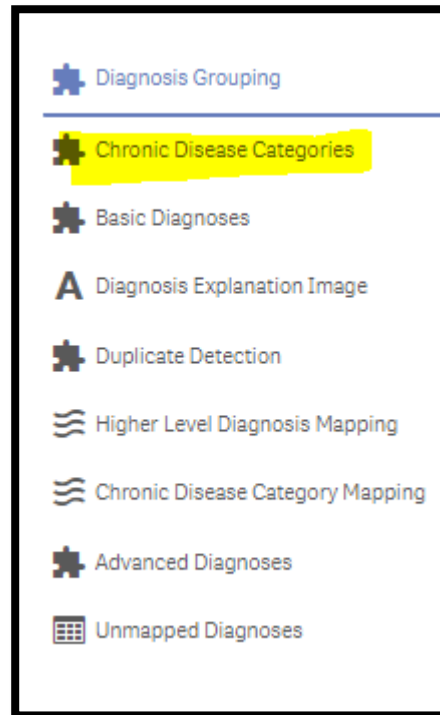 Diagnosis Grouping
Chronic Disease Categories
Basic Diagnoses
A Diagnosis Explanation Image
Duplicate Detection
Higher Level Diagnosis Mapping
Chronic Disease Category Mapping
Advanced Diagnoses
Unmapped Diagnoses